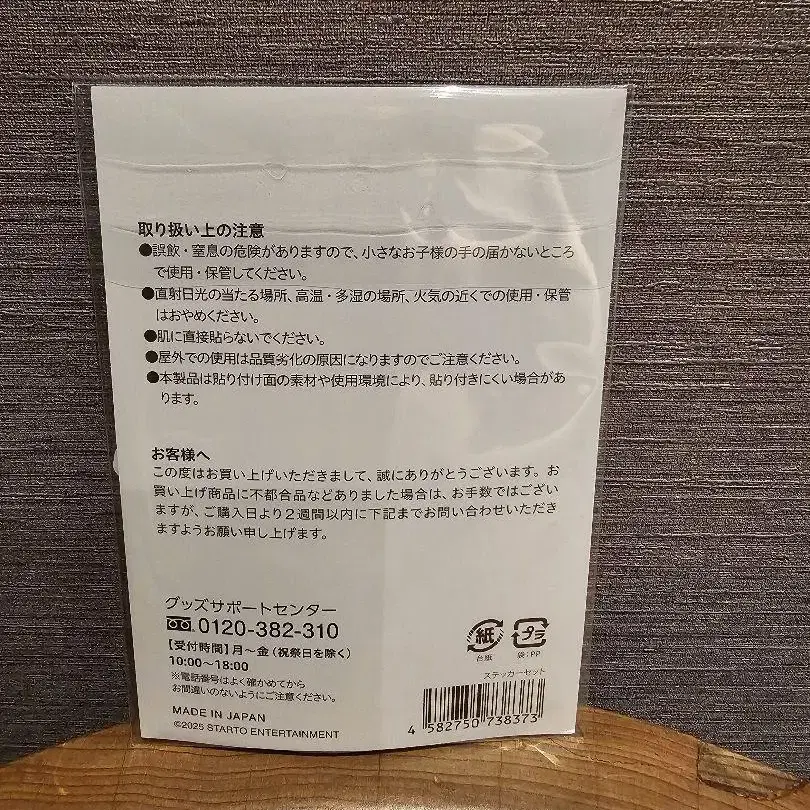 取り扱い上の注意
●誤飲・窒息の危険がありますので、小さなお子様の手の届かないところ
で使用・保管してください。
●直射日光の当たる場所、高温・多湿の場所、火気の近くでの使用・保管
はおやめください。
●肌に直接貼らないでください。
●屋外での使用は品質劣化の原因になりますのでご注意ください。
●本製品は貼り付け面の素材や使用環境により、貼り付きにくい場合があ
ります。
お客様へ
この度はお買い上げいただきまして、誠にありがとうございます。お
買い上げ商品に不都合品などありました場合は、お手数ではござい
ますが、ご購入日より2週間以内に下記までお問い合わせいただき
ますようお願い申し上げます。
グッズサポートセンター
0120-382-310
【受付時間】月～金（祝祭日を除く）
10:00～18:00
※電話番号はよく確かめてから
お間違いのないようにご注意ください。
MADE IN JAPAN
©2025 STARTO ENTERTAINMENT
紙
台紙
プラ
袋:PP
ステッカーセット
4 582750 738373